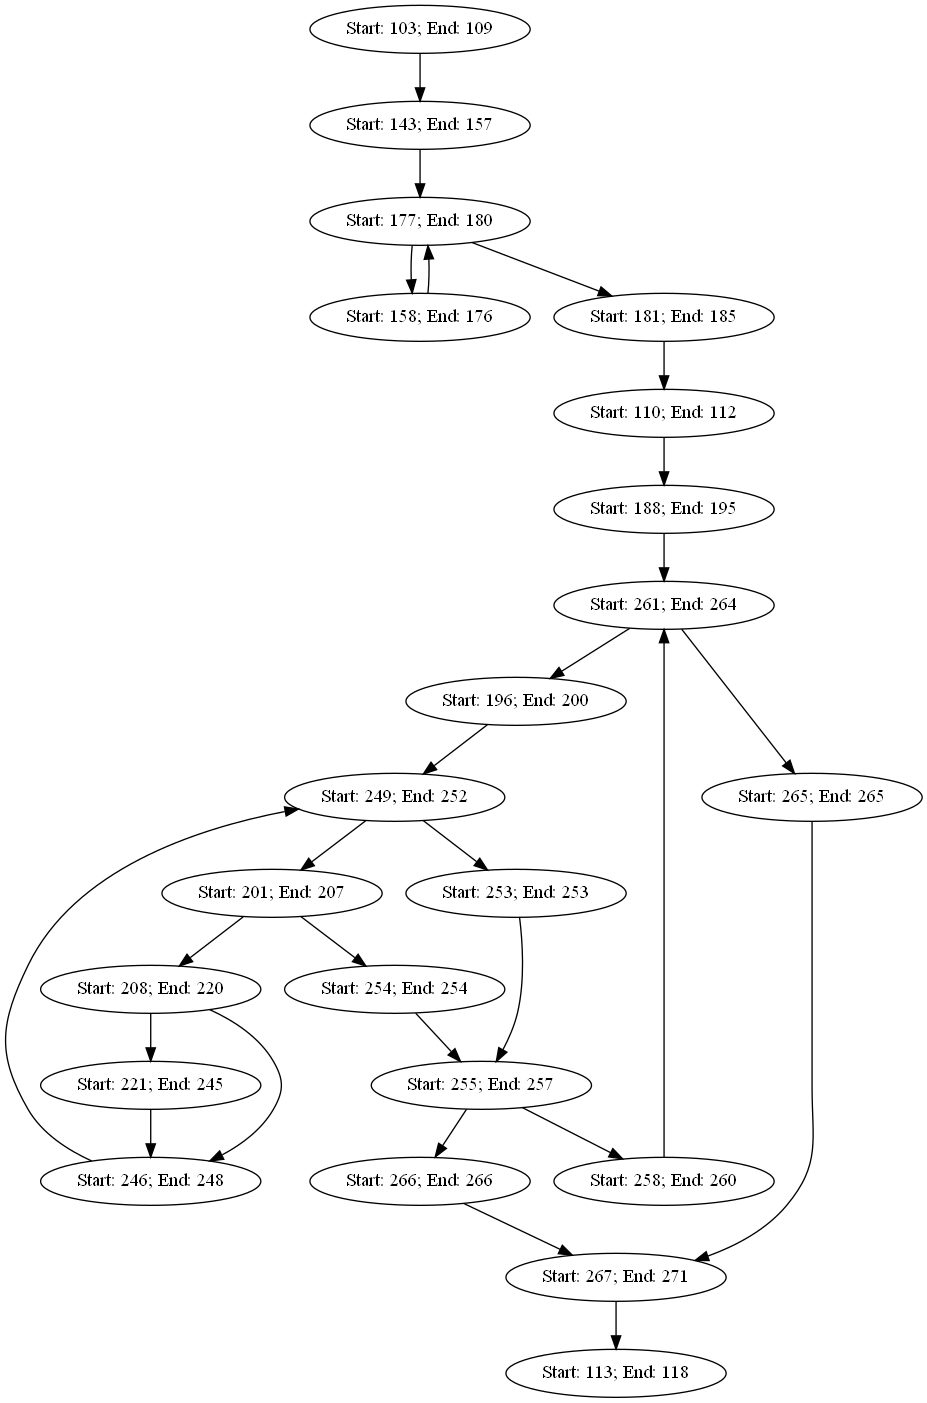 Start: 103; End: 109
Start: 143; End: 157
Start: 177; End: 180
Start: 158; End: 176
Start: 181; End: 185
Start: 110; End: 112
Start: 188; End: 195
Start: 261; End: 264
Start: 196; End: 200
Start: 249; End: 252
Start: 265; End: 265
Start: 201; End: 207
Start: 253; End: 253
Start: 208; End: 220
Start: 254; End: 254
Start: 221; End: 245
Start: 255; End: 257
Start: 246; End: 248
Start: 266; End: 266
Start: 258; End: 260
Start: 267; End: 271
Start: 113; End: 118